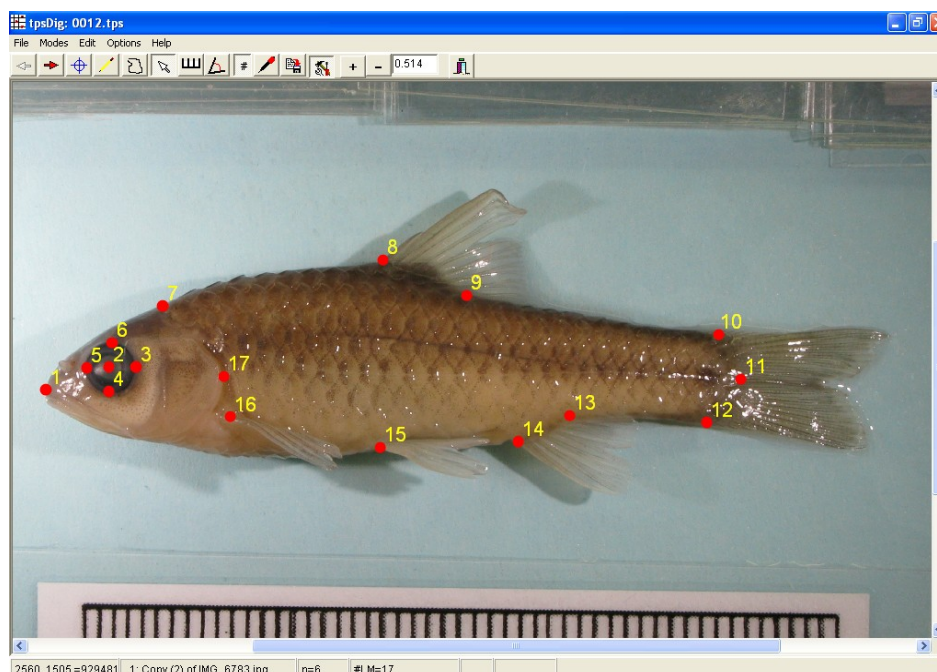 tpsDig: 0012.tps
File Modes Edit Options Help
# + - 0.514
8
9
7
6
10
5 2 3
17
11
1
4
16
13
12
15
14
2560, 1505 =929481 1: Copy (2) of IMG_6783.jpg n=6 #LM=17